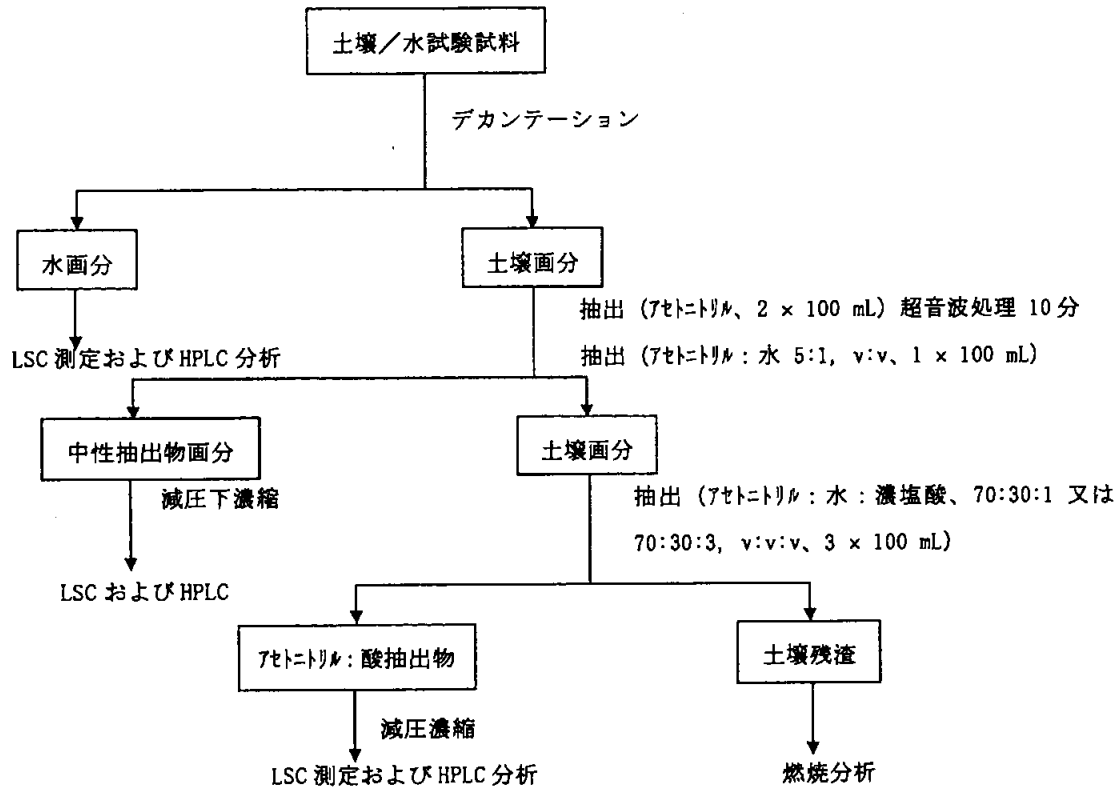 土壌／水試験試料
デカンテーション
水画分
土壌画分
抽出 (ｱｾﾄﾆﾄﾘﾙ、2 × 100 mL) 超音波処理 10分
LSC 測定および HPLC 分析
抽出 (ｱｾﾄﾆﾄﾘﾙ：水 5:1, v:v、1 × 100 mL)
中性抽出物画分
土壌画分
減圧下濃縮
抽出 (ｱｾﾄﾆﾄﾘﾙ：水：濃塩酸、70:30:1 又は
70:30:3, v:v:v、3 × 100 mL)
LSC および HPLC
ｱｾﾄﾆﾄﾘﾙ：酸抽出物
土壌残渣
減圧濃縮
LSC 測定および HPLC 分析
燃焼分析